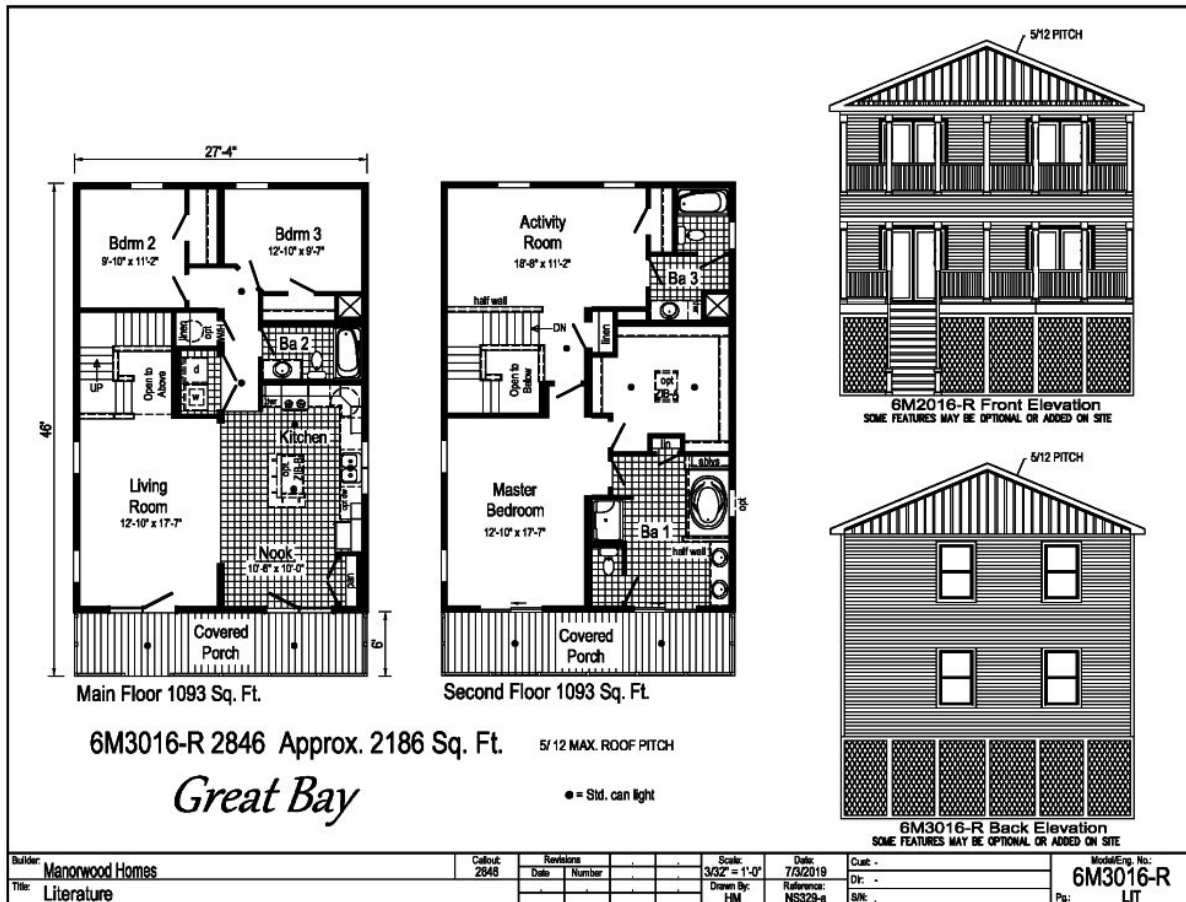 5/12 PITCH
6M2016-R Front Elevation
SOME FEATURES MAY BE OPTIONAL OR ADDED ON SITE
27'-4"
46'
Bdrm 2
9'-10" x 11'-2"
Bdrm 3
12'-10" x 9'-7"
linen
opt
HW
Ba 2
UP
Open to
Above
d
w
Kitchen
opt
Living
Room
12'-10" x 17'-7"
Nook
10'-6" x 10'-0"
pan
Covered
Porch
6'
Main Floor 1093 Sq. Ft.
Activity
Room
18'-8" x 11'-2"
Ba 3
half wall
DN
linen
Open to
Below
opt
lin
shlvs
Master
Bedroom
12'-10" x 17'-7"
Ba 1
opt
half wall
Covered
Porch
Second Floor 1093 Sq. Ft.
5/12 PITCH
6M3016-R Back Elevation
SOME FEATURES MAY BE OPTIONAL OR ADDED ON SITE
6M3016-R 2846 Approx. 2186 Sq. Ft.
5/12 MAX. ROOF PITCH
Great Bay
● = Std. can light
Builder: Manorwood Homes
Title: Literature
Callout:
2846
Revisions
Date Number
Scale:
3/32" = 1'-0"
Date:
7/3/2019
Drawn By:
HM
Reference:
NS329-a
Cust: -
Dlr: -
S/N: .
Model/Eng. No.:
6M3016-R
Pg.: LIT